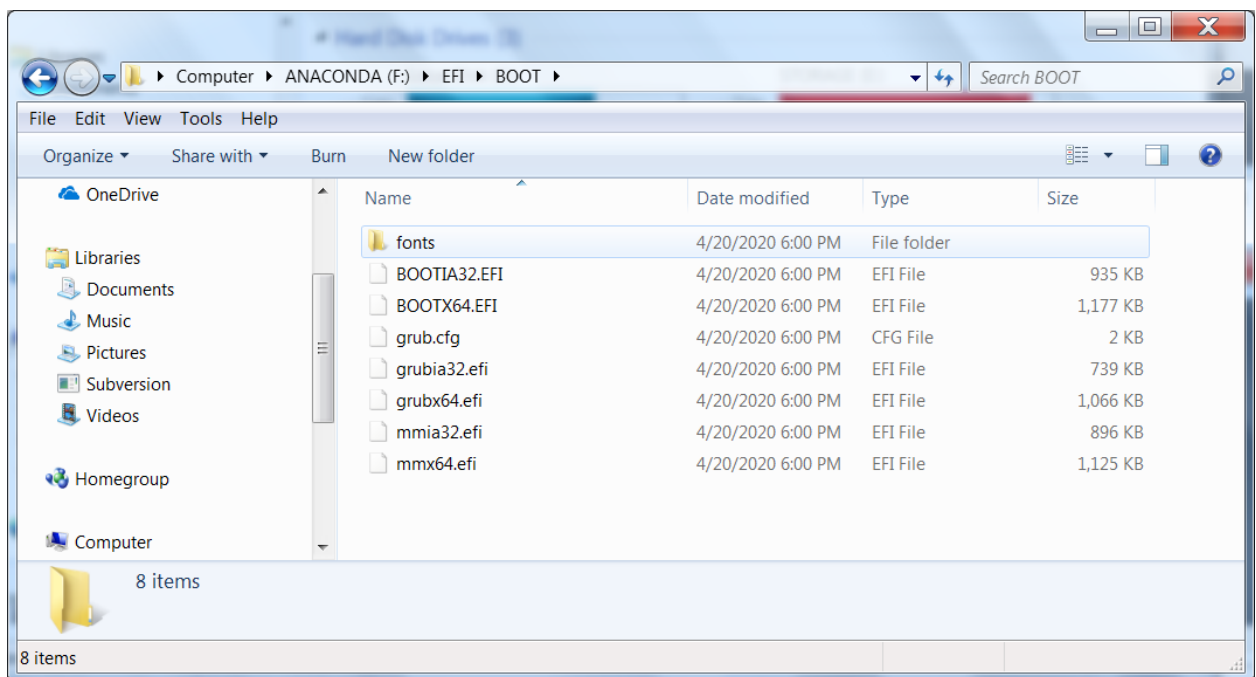 Computer ▸ ANACONDA (F:) ▸ EFI ▸ BOOT ▸ Search BOOT
File Edit View Tools Help
Organize Share with Burn New folder
OneDrive
Libraries
Documents
Music
Pictures
Subversion
Videos
Homegroup
Computer
Name Date modified Type Size
fonts 4/20/2020 6:00 PM File folder
BOOTIA32.EFI 4/20/2020 6:00 PM EFI File 935 KB
BOOTX64.EFI 4/20/2020 6:00 PM EFI File 1,177 KB
grub.cfg 4/20/2020 6:00 PM CFG File 2 KB
grubia32.efi 4/20/2020 6:00 PM EFI File 739 KB
grubx64.efi 4/20/2020 6:00 PM EFI File 1,066 KB
mmia32.efi 4/20/2020 6:00 PM EFI File 896 KB
mmx64.efi 4/20/2020 6:00 PM EFI File 1,125 KB
8 items
8 items